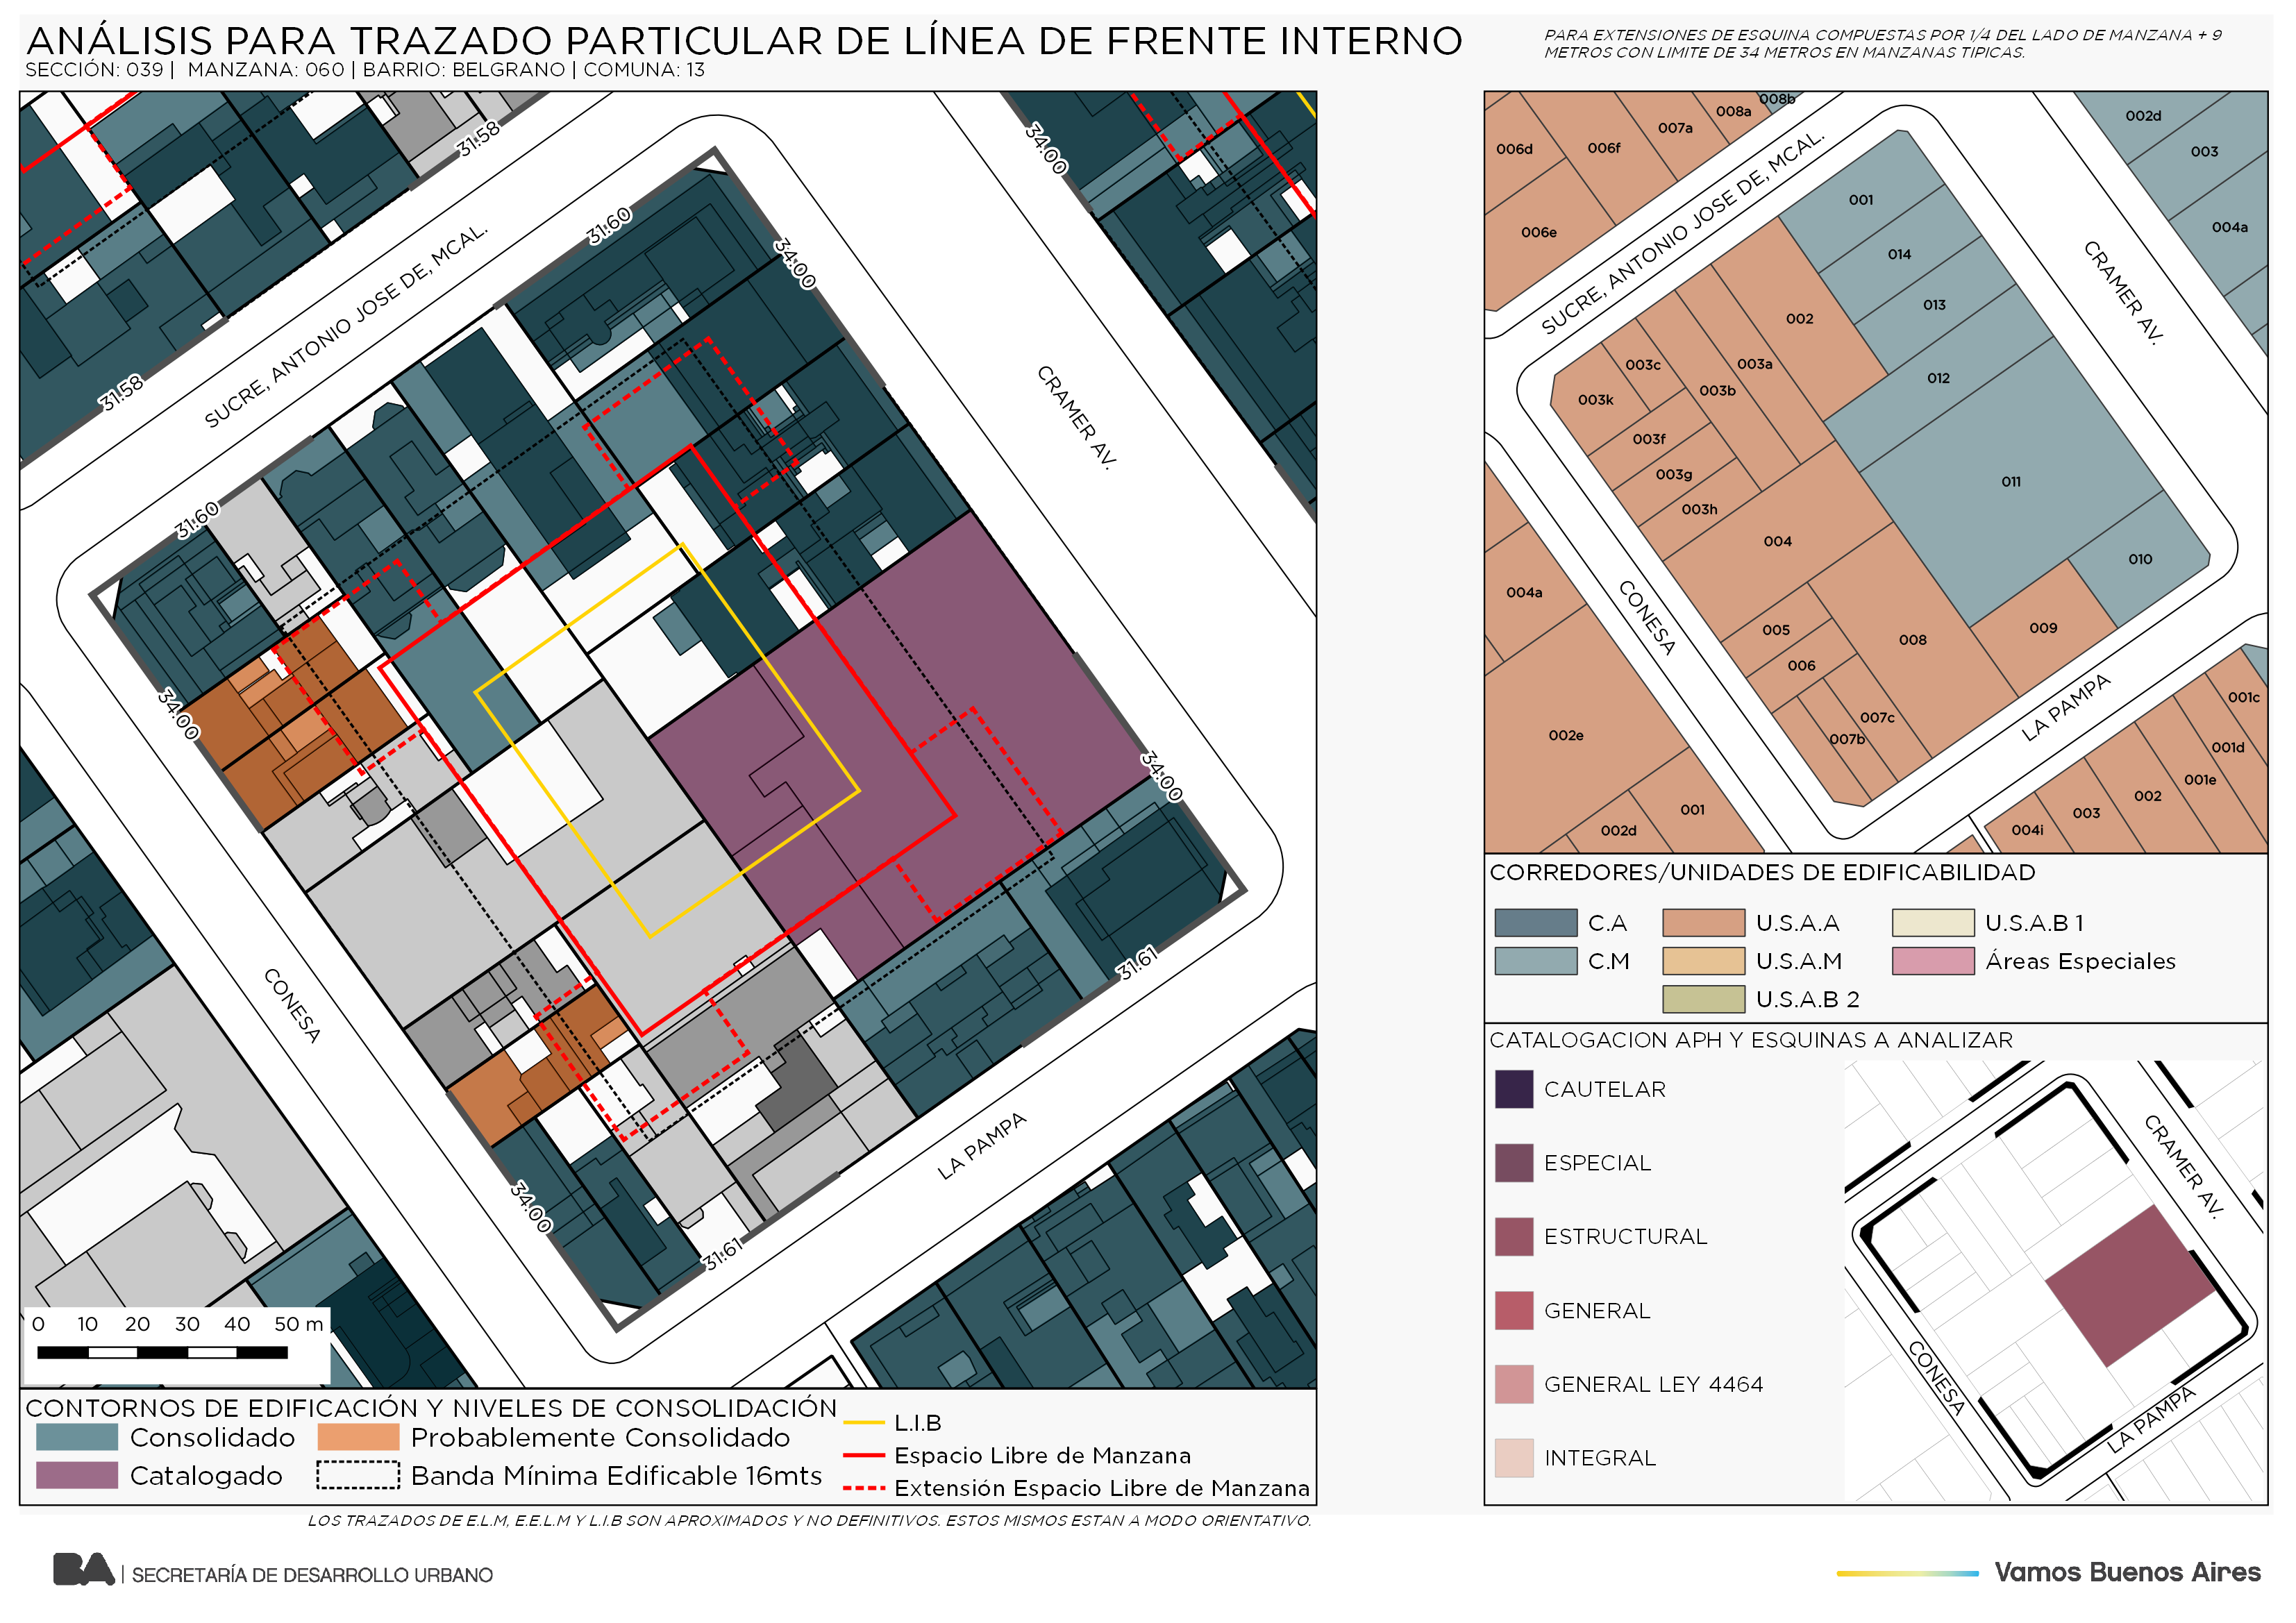 ANÁLISIS PARA TRAZADO PARTICULAR DE LÍNEA DE FRENTE INTERNO
SECCIÓN: 039 | MANZANA: 060 | BARRIO: BELGRANO | COMUNA: 13
PARA EXTENSIONES DE ESQUINA COMPUESTAS POR 1/4 DEL LADO DE MANZANA + 9
METROS CON LIMITE DE 34 METROS EN MANZANAS TIPICAS.
31.58
34.00
31.60
34.00
SUCRE, ANTONIO JOSE DE, MCAL.
31.58
CRAMER AV.
31.60
34.00
34.00
CONESA
31.61
LA PAMPA
34.00
31.61
0 10 20 30 40 50 m
CONTORNOS DE EDIFICACIÓN Y NIVELES DE CONSOLIDACIÓN
Consolidado
Probablemente Consolidado
Catalogado
Banda Mínima Edificable 16mts
L.I.B
Espacio Libre de Manzana
Extensión Espacio Libre de Manzana
LOS TRAZADOS DE E.L.M, E.E.L.M Y L.I.B SON APROXIMADOS Y NO DEFINITIVOS. ESTOS MISMOS ESTAN A MODO ORIENTATIVO.
008b
008a
007a
006f
006d
006e
002d
003
004a
SUCRE, ANTONIO JOSE DE, MCAL.
CRAMER AV.
001
014
013
012
002
003a
003b
003c
003k
003f
003g
003h
011
004
010
005
006
008
009
007c
007b
CONESA
LA PAMPA
004a
002e
001
002d
001c
001d
001e
002
003
004i
CORREDORES/UNIDADES DE EDIFICABILIDAD
C.A
U.S.A.A
U.S.A.B 1
C.M
U.S.A.M
Áreas Especiales
U.S.A.B 2
CATALOGACION APH Y ESQUINAS A ANALIZAR
CAUTELAR
ESPECIAL
ESTRUCTURAL
GENERAL
GENERAL LEY 4464
INTEGRAL
CRAMER AV.
CONESA
LA PAMPA
BA | SECRETARÍA DE DESARROLLO URBANO
Vamos Buenos Aires